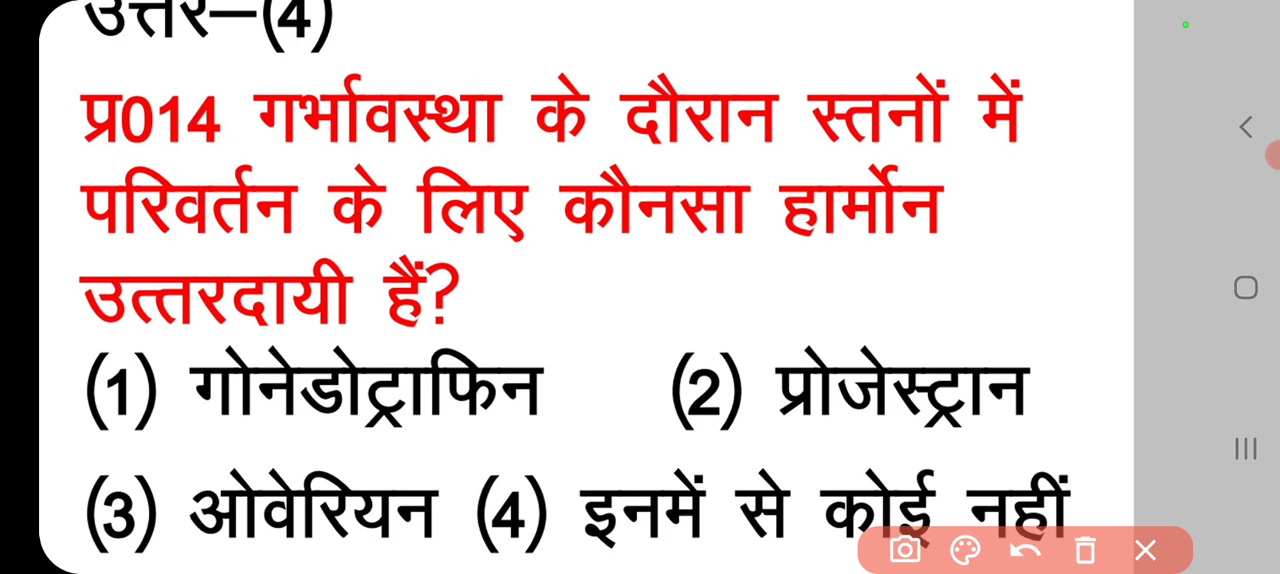 उत्तर–(4)
प्र014 गर्भावस्था के दौरान स्तनों में
परिवर्तन के लिए कौनसा हार्मोन
उत्तरदायी हैं?
(1) गोनेडोट्राफिन (2) प्रोजेस्ट्रान
(3) ओवेरियन (4) इनमें से कोई नहीं